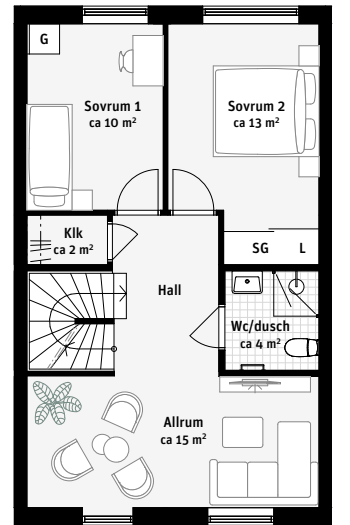 G
Sovrum 1
ca 10 m²
Sovrum 2
ca 13 m²
Klk
ca 2 m²
SG
L
Hall
Wc/dusch
ca 4 m²
Allrum
ca 15 m²